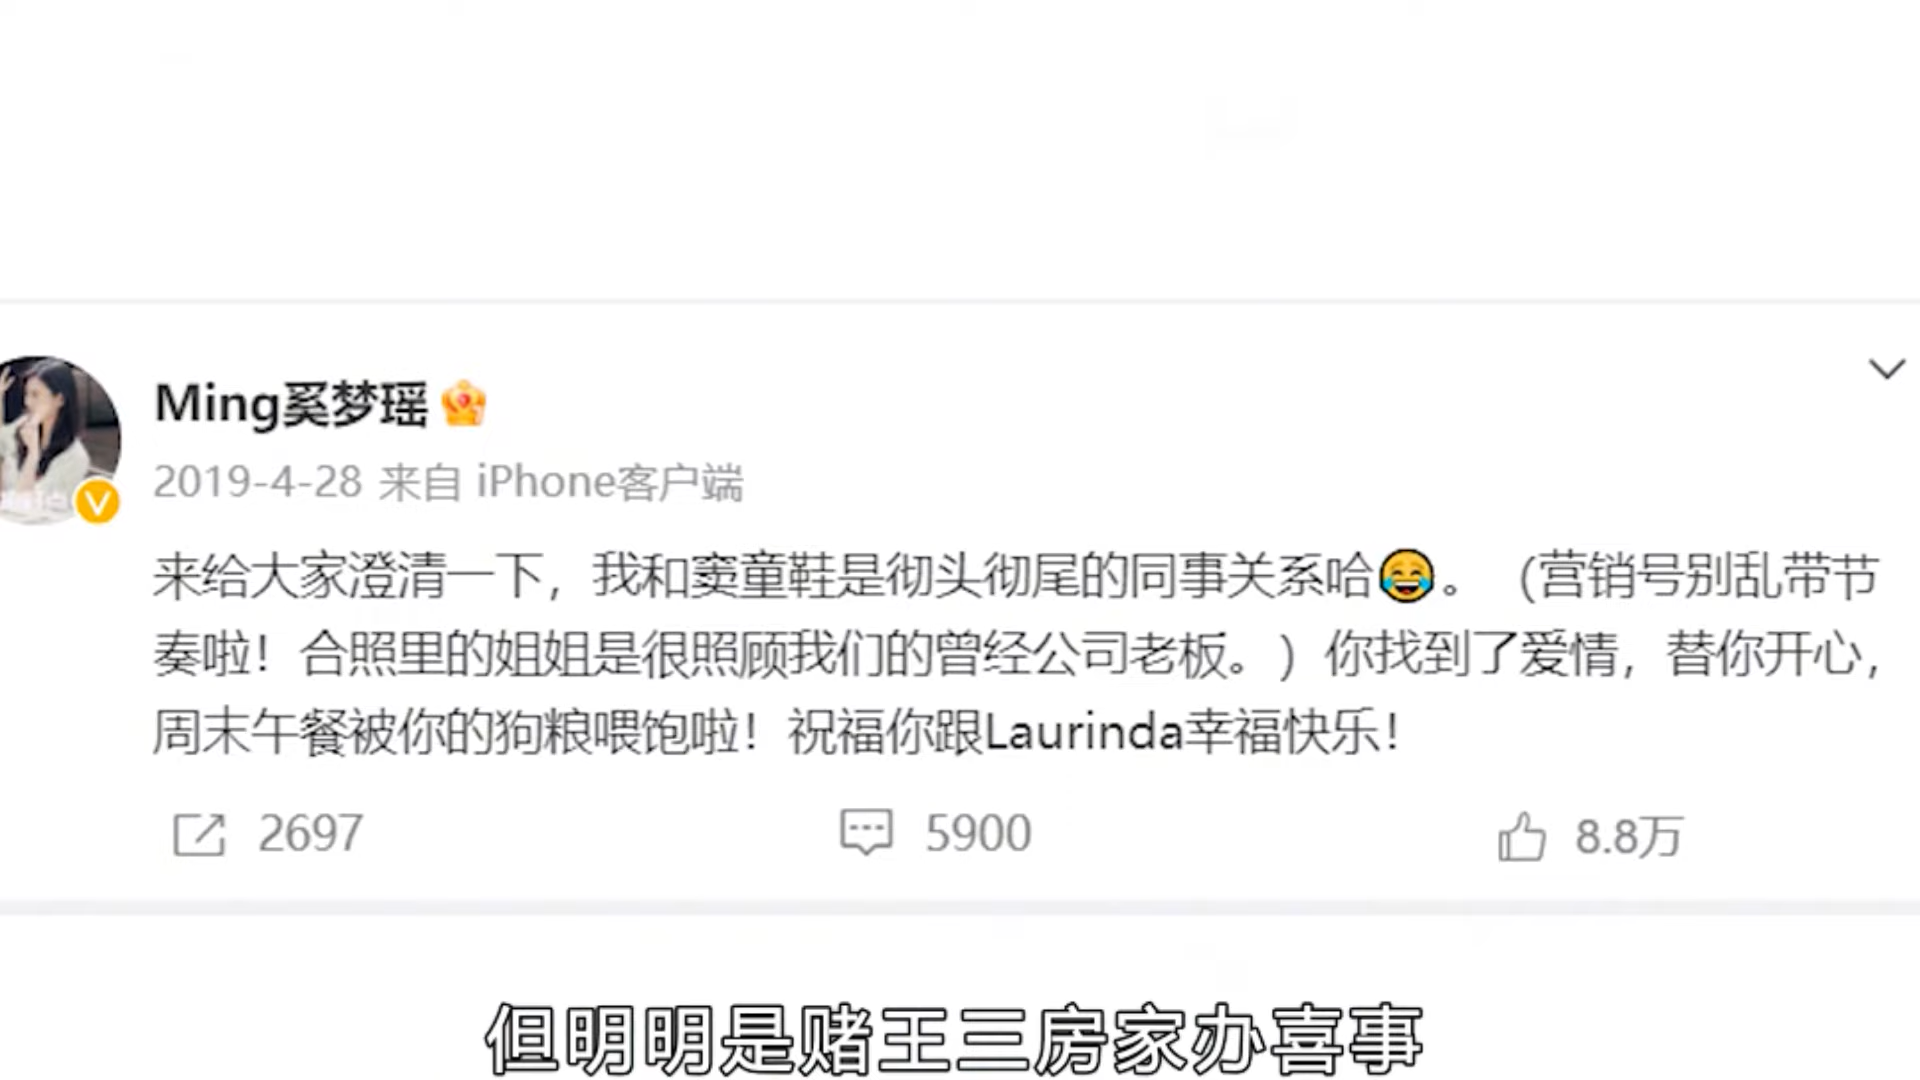 Ming奚梦瑶
2019-4-28 来自 iPhone客户端
来给大家澄清一下，我和窦童鞋是彻头彻尾的同事关系哈😂。（营销号别乱带节
奏啦！合照里的姐姐是很照顾我们的曾经公司老板。）你找到了爱情，替你开心，
周末午餐被你的狗粮喂饱啦！祝福你跟Laurinda幸福快乐！
2697 5900 8.8万
但明明是赌王三房家办喜事